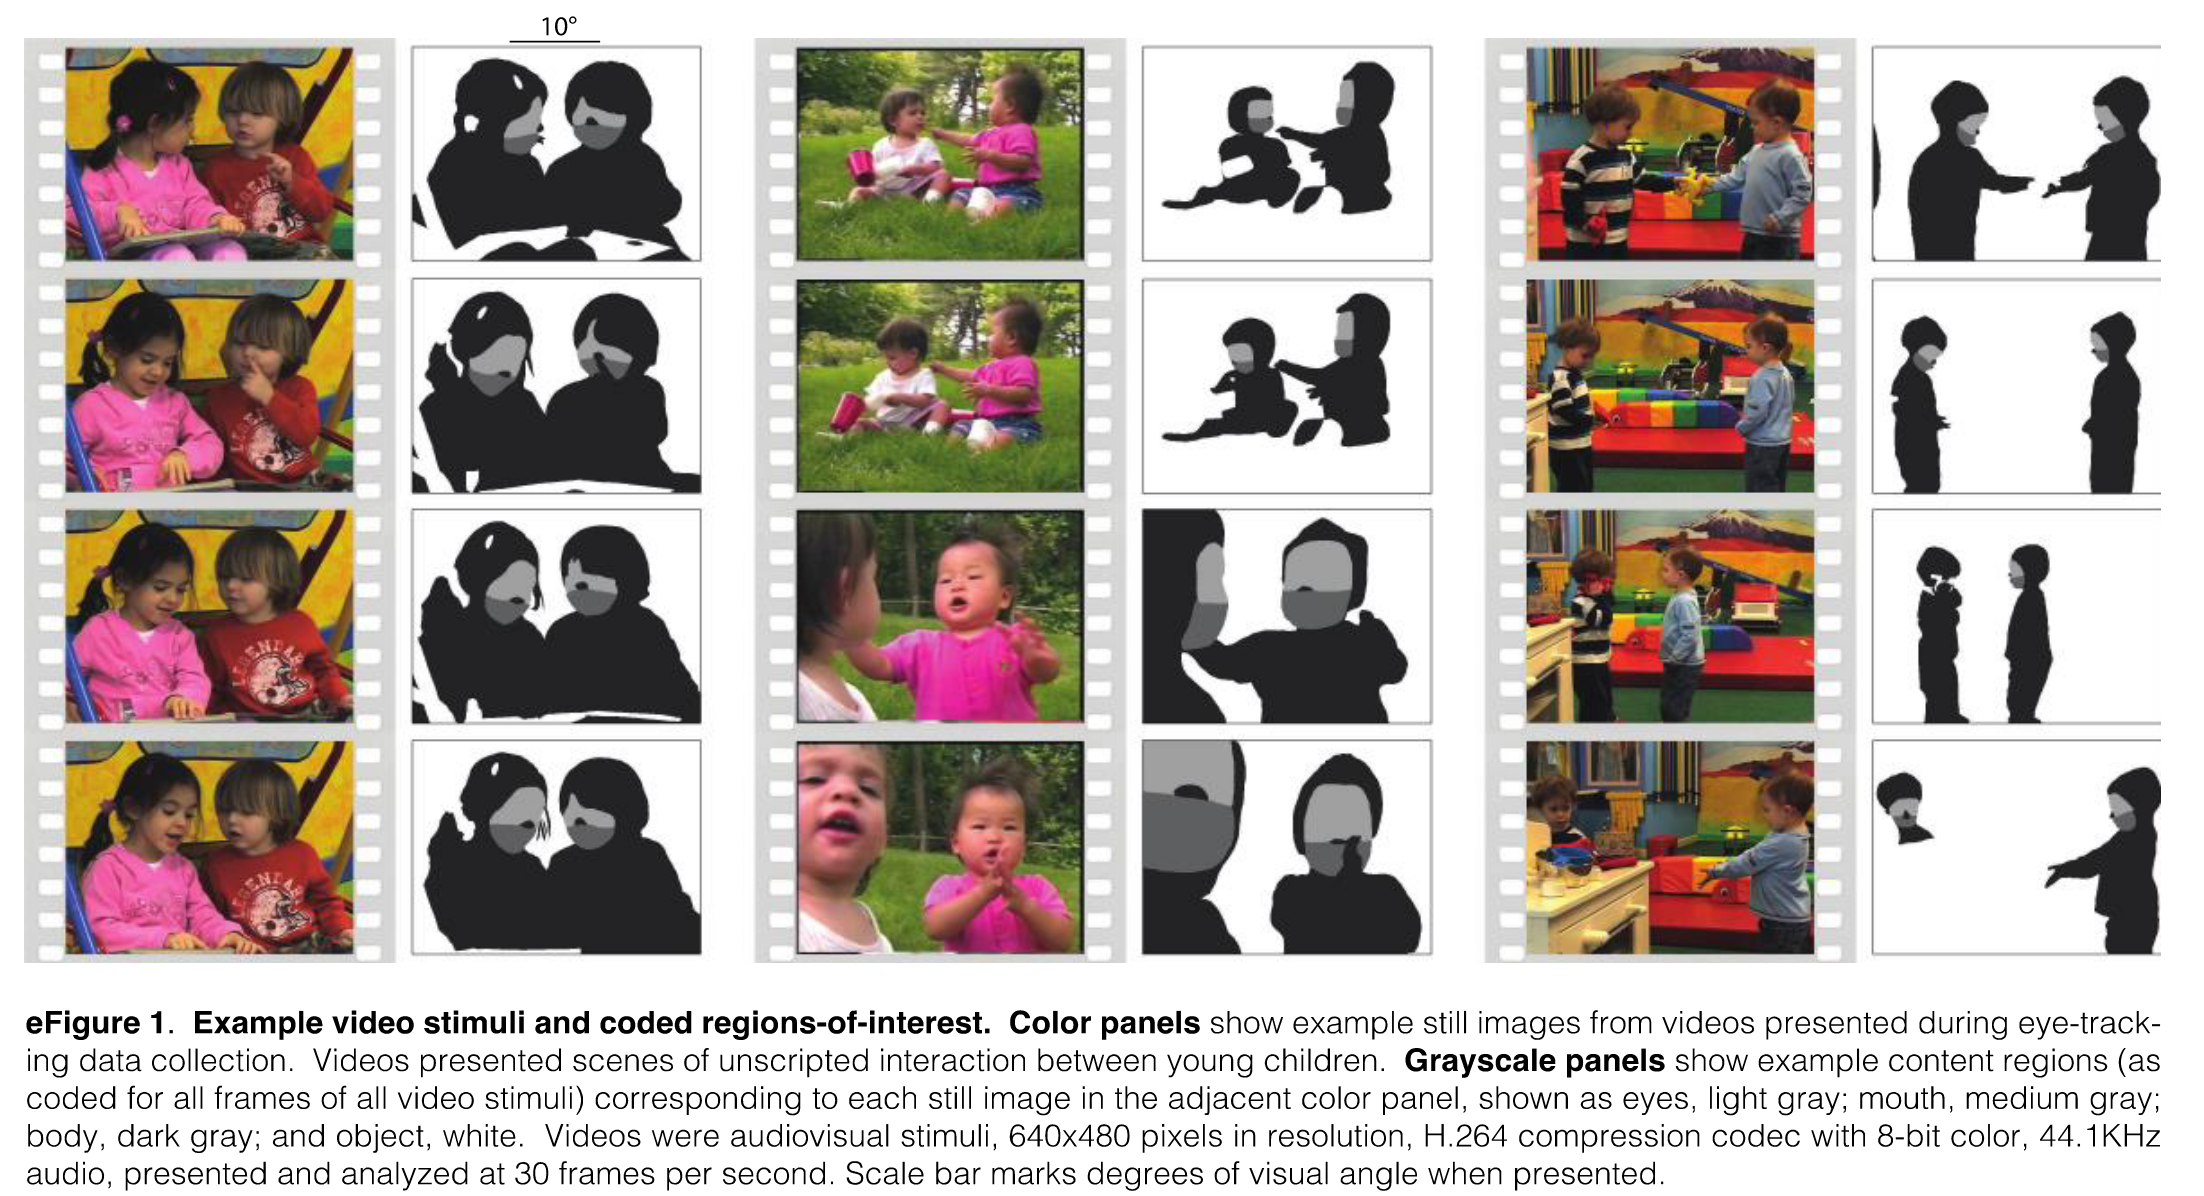 10°
eFigure 1. Example video stimuli and coded regions-of-interest. Color panels show example still images from videos presented during eye-track-
ing data collection. Videos presented scenes of unscripted interaction between young children. Grayscale panels show example content regions (as
coded for all frames of all video stimuli) corresponding to each still image in the adjacent color panel, shown as eyes, light gray; mouth, medium gray;
body, dark gray; and object, white. Videos were audiovisual stimuli, 640x480 pixels in resolution, H.264 compression codec with 8-bit color, 44.1KHz
audio, presented and analyzed at 30 frames per second. Scale bar marks degrees of visual angle when presented.